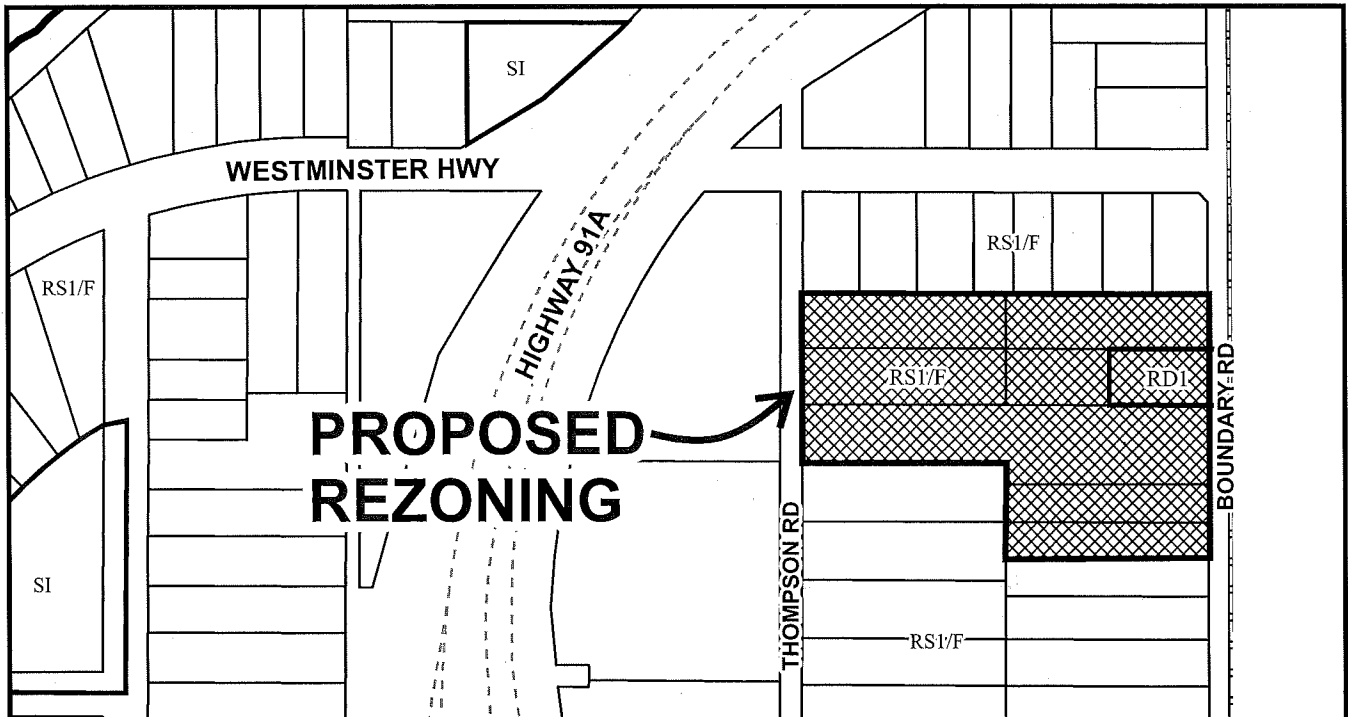 SI
WESTMINSTER HWY
HIGHWAY 91A
RS1/F
RS1/F
RS1/F
RD1
PROPOSED
REZONING
BOUNDARY RD
THOMPSON RD
SI
RS1/F